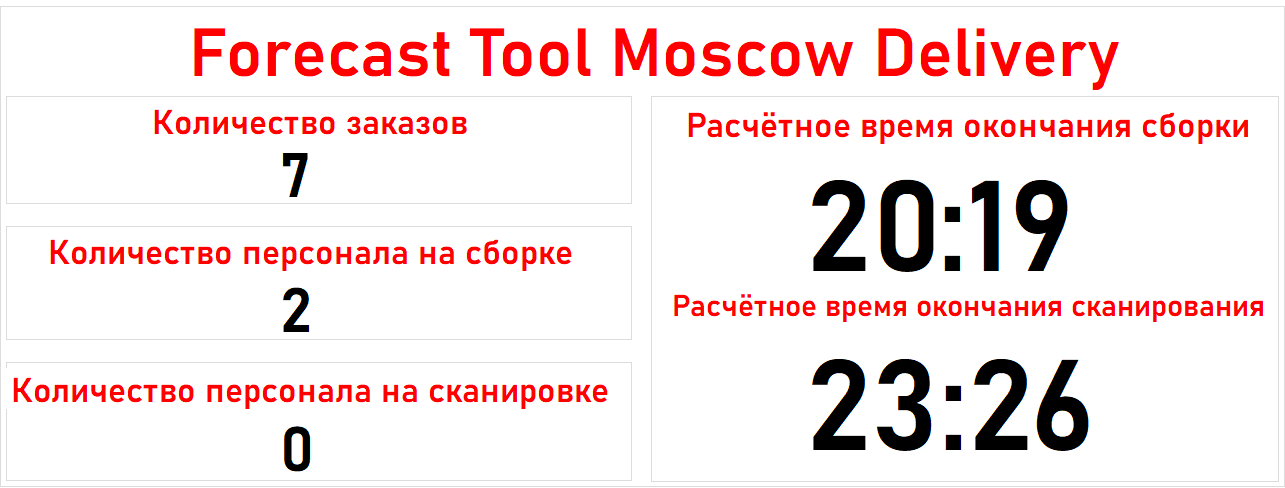 Forecast Tool Moscow Delivery
Количество заказов
7
Количество персонала на сборке
2
Количество персонала на сканировке
0
Расчётное время окончания сборки
20:19
Расчётное время окончания сканирования
23:26